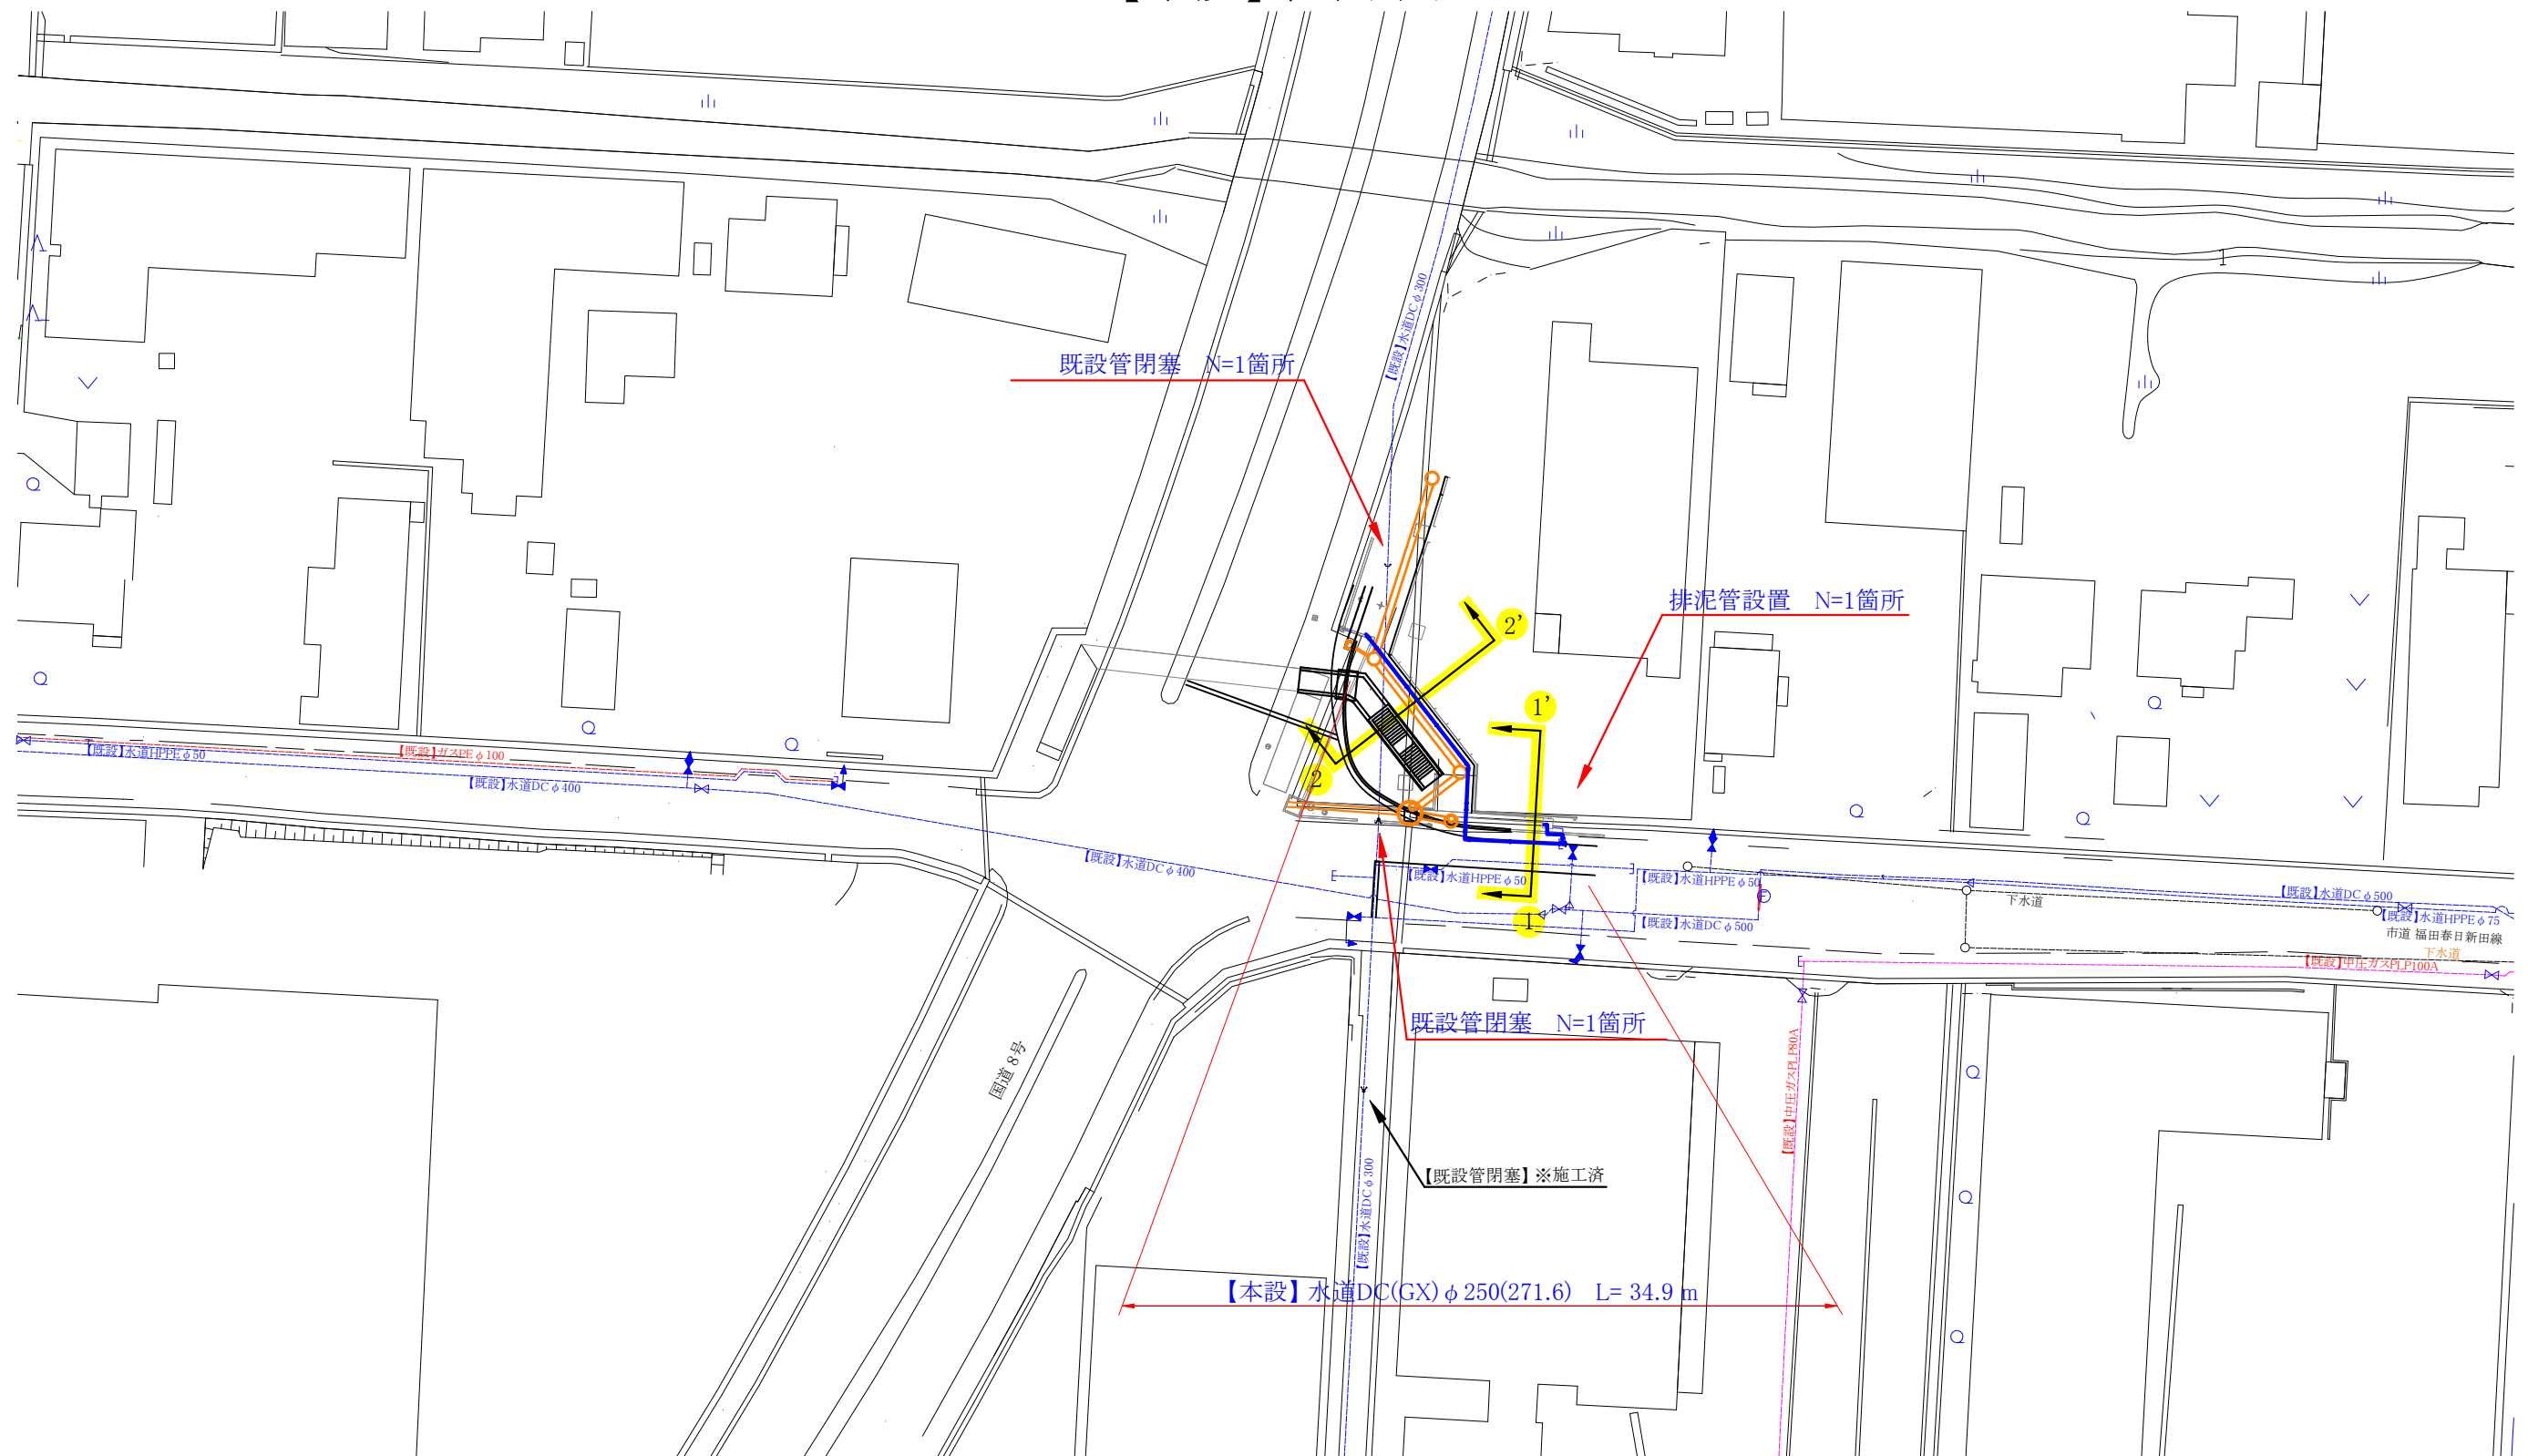 【既設】水道DCφ300
既設管閉塞　N=1箇所
排泥管設置　N=1箇所
2’
1’
2
1
【既設】水道HPPEφ50
【既設】ガスPEφ100
【既設】水道DCφ400
【既設】水道DCφ400
【既設】水道HPPEφ50
【既設】水道HPPEφ50
【既設】水道DCφ500
【既設】水道DCφ500
【既設】水道HPPEφ75
下水道
市道 福田春日新田線
下水道
【既設】中圧ガスPLP100A
【既設】中圧ガスPLP80A
既設管閉塞　N=1箇所
国道 8号
【既設管閉塞】※施工済
【既設】水道DCφ300
【本設】水道DC(GX)φ250(271.6)　L= 34.9 m